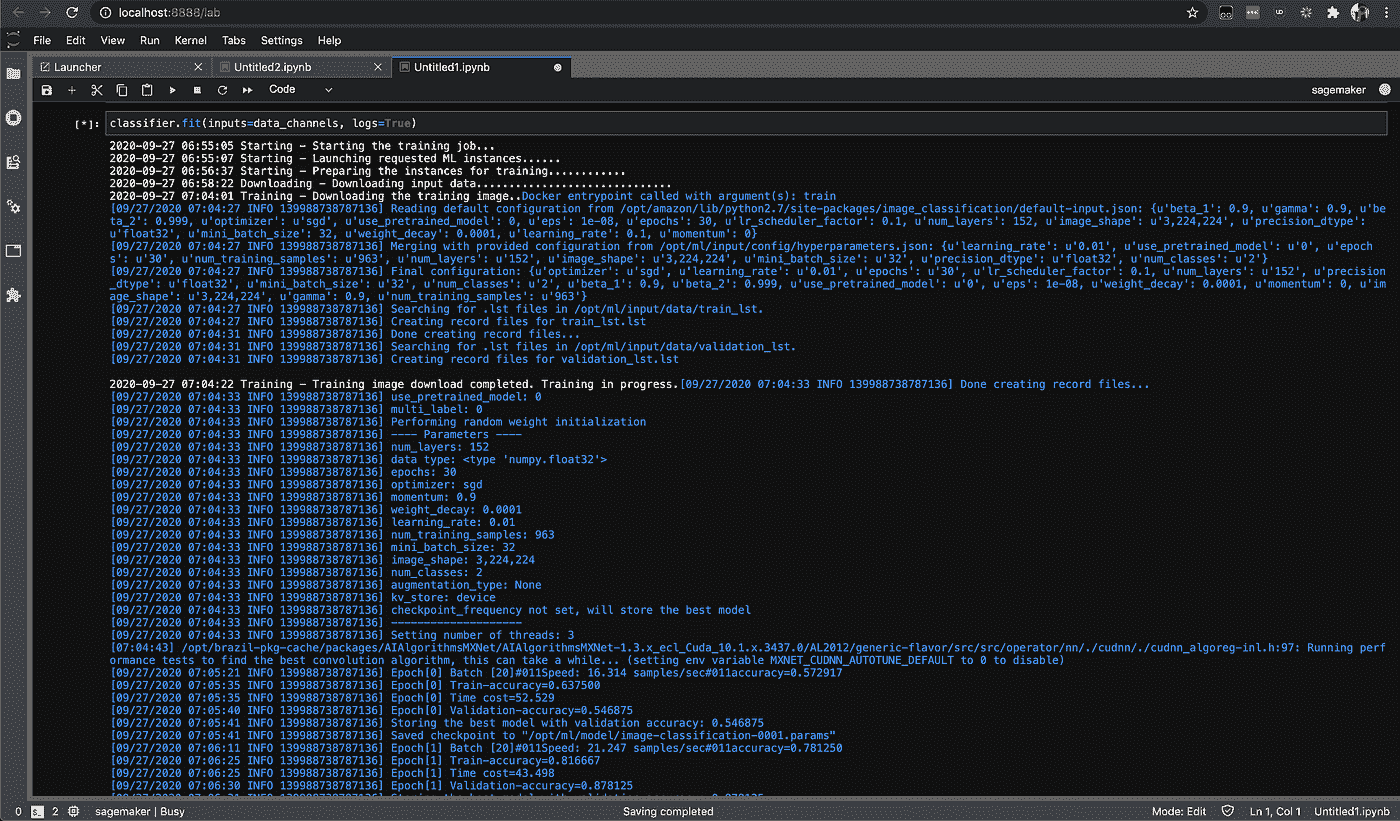 localhost:8888/lab
File Edit View Run Kernel Tabs Settings Help
Launcher Untitled2.ipynb Untitled1.ipynb
Code sagemaker
[*]: classifier.fit(inputs=data_channels, logs=True)
2020-09-27 06:55:05 Starting - Starting the training job...
2020-09-27 06:55:07 Starting - Launching requested ML instances......
2020-09-27 06:56:37 Starting - Preparing the instances for training............
2020-09-27 06:58:22 Downloading - Downloading input data..............................
2020-09-27 07:04:01 Training - Downloading the training image..Docker entrypoint called with argument(s): train
[09/27/2020 07:04:27 INFO 139988738787136] Reading default configuration from /opt/amazon/lib/python2.7/site-packages/image_classification/default-input.json: {u'beta_1': 0.9, u'gamma': 0.9, u'be
ta_2': 0.999, u'optimizer': u'sgd', u'use_pretrained_model': 0, u'eps': 1e-08, u'epochs': 30, u'lr_scheduler_factor': 0.1, u'num_layers': 152, u'image_shape': u'3,224,224', u'precision_dtype':
u'float32', u'mini_batch_size': 32, u'weight_decay': 0.0001, u'learning_rate': 0.1, u'momentum': 0}
[09/27/2020 07:04:27 INFO 139988738787136] Merging with provided configuration from /opt/ml/input/config/hyperparameters.json: {u'learning_rate': u'0.01', u'use_pretrained_model': u'0', u'epoch
s': u'30', u'num_training_samples': u'963', u'num_layers': u'152', u'image_shape': u'3,224,224', u'mini_batch_size': u'32', u'precision_dtype': u'float32', u'num_classes': u'2'}
[09/27/2020 07:04:27 INFO 139988738787136] Final configuration: {u'optimizer': u'sgd', u'learning_rate': u'0.01', u'epochs': u'30', u'lr_scheduler_factor': 0.1, u'num_layers': u'152', u'precision
_dtype': u'float32', u'mini_batch_size': u'32', u'num_classes': u'2', u'beta_1': 0.9, u'beta_2': 0.999, u'use_pretrained_model': u'0', u'eps': 1e-08, u'weight_decay': 0.0001, u'momentum': 0, u'im
age_shape': u'3,224,224', u'gamma': 0.9, u'num_training_samples': u'963'}
[09/27/2020 07:04:27 INFO 139988738787136] Searching for .lst files in /opt/ml/input/data/train_lst.
[09/27/2020 07:04:27 INFO 139988738787136] Creating record files for train_lst.lst
[09/27/2020 07:04:31 INFO 139988738787136] Done creating record files...
[09/27/2020 07:04:31 INFO 139988738787136] Searching for .lst files in /opt/ml/input/data/validation_lst.
[09/27/2020 07:04:31 INFO 139988738787136] Creating record files for validation_lst.lst
2020-09-27 07:04:22 Training - Training image download completed. Training in progress.[09/27/2020 07:04:33 INFO 139988738787136] Done creating record files...
[09/27/2020 07:04:33 INFO 139988738787136] use_pretrained_model: 0
[09/27/2020 07:04:33 INFO 139988738787136] multi_label: 0
[09/27/2020 07:04:33 INFO 139988738787136] Performing random weight initialization
[09/27/2020 07:04:33 INFO 139988738787136] ---- Parameters ----
[09/27/2020 07:04:33 INFO 139988738787136] num_layers: 152
[09/27/2020 07:04:33 INFO 139988738787136] data type: <type 'numpy.float32'>
[09/27/2020 07:04:33 INFO 139988738787136] epochs: 30
[09/27/2020 07:04:33 INFO 139988738787136] optimizer: sgd
[09/27/2020 07:04:33 INFO 139988738787136] momentum: 0.9
[09/27/2020 07:04:33 INFO 139988738787136] weight_decay: 0.0001
[09/27/2020 07:04:33 INFO 139988738787136] learning_rate: 0.01
[09/27/2020 07:04:33 INFO 139988738787136] num_training_samples: 963
[09/27/2020 07:04:33 INFO 139988738787136] mini_batch_size: 32
[09/27/2020 07:04:33 INFO 139988738787136] image_shape: 3,224,224
[09/27/2020 07:04:33 INFO 139988738787136] num_classes: 2
[09/27/2020 07:04:33 INFO 139988738787136] augmentation_type: None
[09/27/2020 07:04:33 INFO 139988738787136] kv_store: device
[09/27/2020 07:04:33 INFO 139988738787136] checkpoint_frequency not set, will store the best model
[09/27/2020 07:04:33 INFO 139988738787136] --------------------
[09/27/2020 07:04:33 INFO 139988738787136] Setting number of threads: 3
[07:04:43] /opt/brazil-pkg-cache/packages/AIAlgorithmsMXNet/AIAlgorithmsMXNet-1.3.x_ecl_Cuda_10.1.x.3437.0/AL2012/generic-flavor/src/src/operator/nn/./cudnn/./cudnn_algoreg-inl.h:97: Running perf
ormance tests to find the best convolution algorithm, this can take a while... (setting env variable MXNET_CUDNN_AUTOTUNE_DEFAULT to 0 to disable)
[09/27/2020 07:05:21 INFO 139988738787136] Epoch[0] Batch [20]#011Speed: 16.314 samples/sec#011accuracy=0.572917
[09/27/2020 07:05:35 INFO 139988738787136] Epoch[0] Train-accuracy=0.637500
[09/27/2020 07:05:35 INFO 139988738787136] Epoch[0] Time cost=52.529
[09/27/2020 07:05:40 INFO 139988738787136] Epoch[0] Validation-accuracy=0.546875
[09/27/2020 07:05:41 INFO 139988738787136] Storing the best model with validation accuracy: 0.546875
[09/27/2020 07:05:41 INFO 139988738787136] Saved checkpoint to "/opt/ml/model/image-classification-0001.params"
[09/27/2020 07:06:11 INFO 139988738787136] Epoch[1] Batch [20]#011Speed: 21.247 samples/sec#011accuracy=0.781250
[09/27/2020 07:06:25 INFO 139988738787136] Epoch[1] Train-accuracy=0.816667
[09/27/2020 07:06:25 INFO 139988738787136] Epoch[1] Time cost=43.498
[09/27/2020 07:06:30 INFO 139988738787136] Epoch[1] Validation-accuracy=0.878125
0 2 sagemaker | Busy Saving completed Mode: Edit Ln 1, Col 1 Untitled1.ipynb